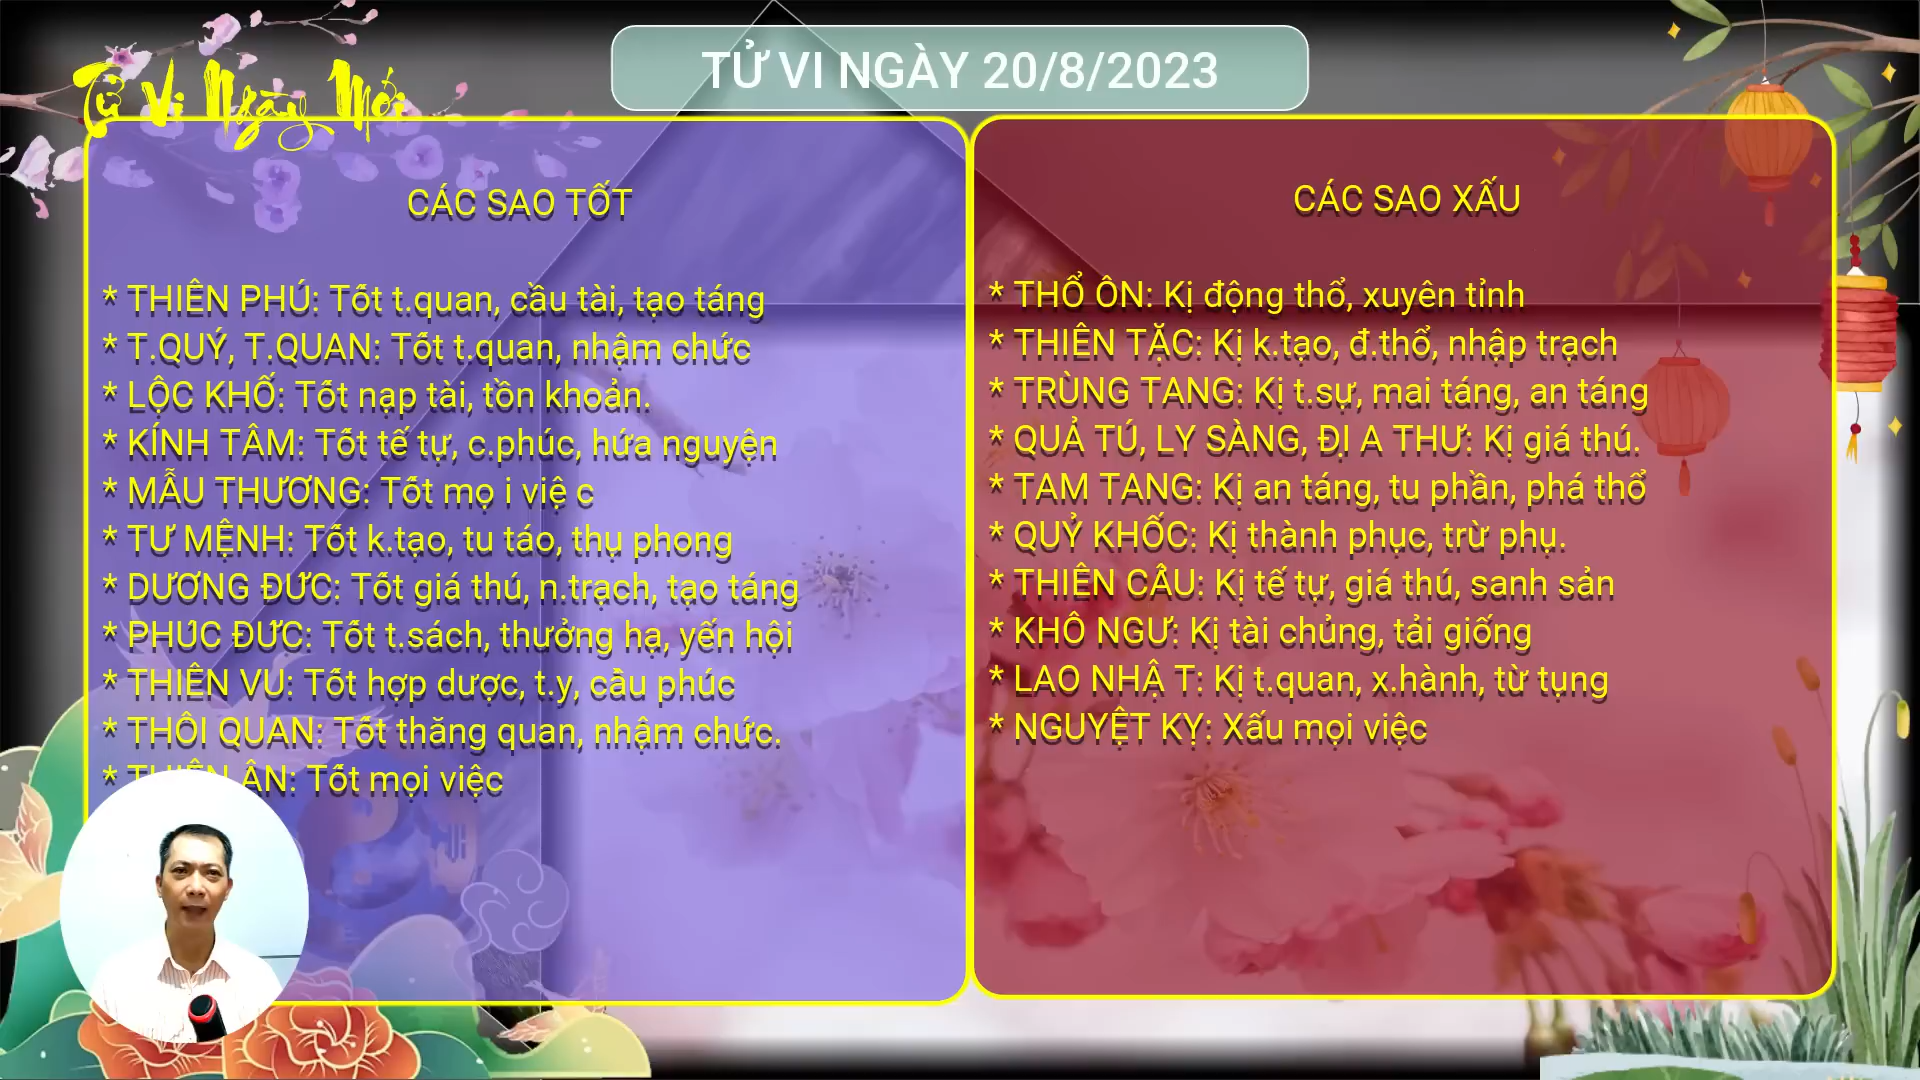 TỬ VI NGÀY 20/8/2023
Tử Vi Ngày Mới
CÁC SAO TỐT
* THIÊN PHÚ: Tốt t.quan, cầu tài, tạo táng
* T.QUÝ, T.QUAN: Tốt t.quan, nhậm chức
* LỘC KHỐ: Tốt nạp tài, tồn khoản.
* KÍNH TÂM: Tốt tế tự, c.phúc, hứa nguyện
* MẪU THƯƠNG: Tốt mọ i việ c
* TƯ MỆNH: Tốt k.tạo, tu táo, thụ phong
* DƯƠNG ĐỨC: Tốt giá thú, n.trạch, tạo táng
* PHÚC ĐỨC: Tốt t.sách, thưởng hạ, yến hội
* THIÊN VU: Tốt hợp dược, t.y, cầu phúc
* THÔI QUAN: Tốt thăng quan, nhậm chức.
ÂN: Tốt mọi việc
CÁC SAO XẤU
* THỔ ÔN: Kị động thổ, xuyên tỉnh
* THIÊN TẶC: Kị k.tạo, đ.thổ, nhập trạch
* TRÙNG TANG: Kị t.sự, mai táng, an táng
* QUẢ TÚ, LY SÀNG, ĐỊ A THƯ: Kị giá thú.
* TAM TANG: Kị an táng, tu phần, phá thổ
* QUỶ KHỐC: Kị thành phục, trừ phụ.
* THIÊN CẨU: Kị tế tự, giá thú, sanh sản
* KHÔ NGƯ: Kị tài chủng, tải giống
* LAO NHẬ T: Kị t.quan, x.hành, từ tụng
* NGUYỆT KỴ: Xấu mọi việc